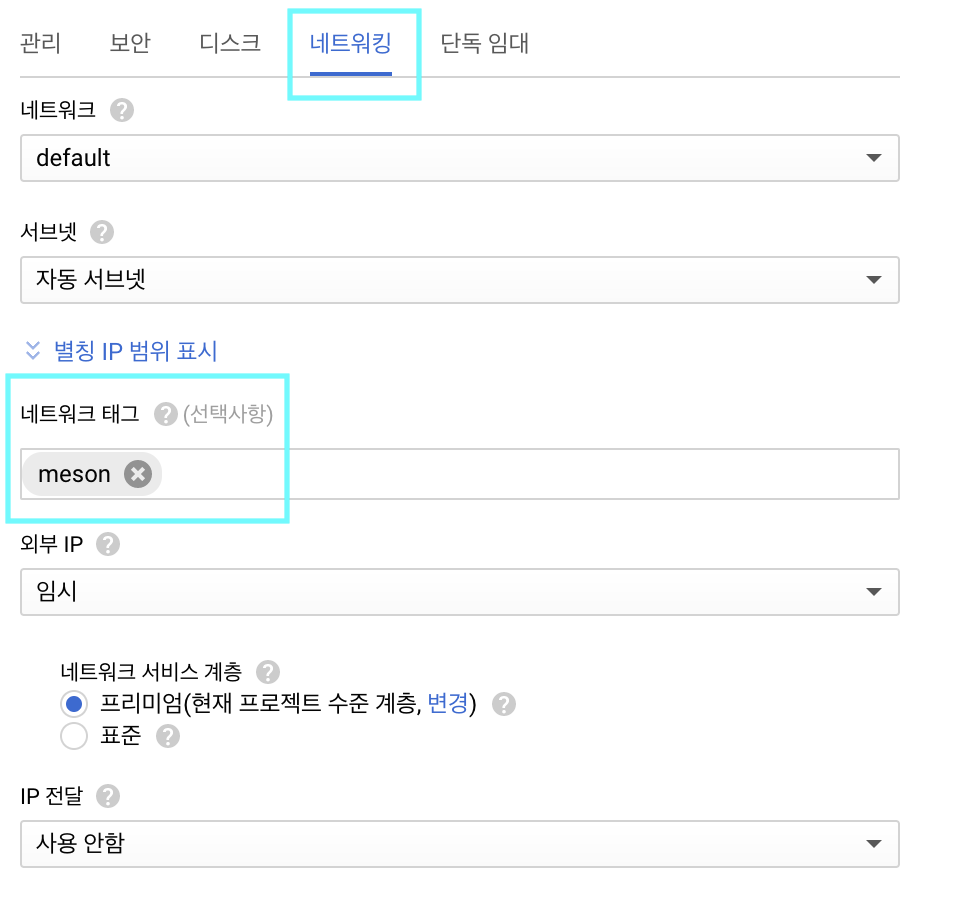 관리 보안 디스크 네트워킹 단독 임대
네트워크 ?
default
서브넷 ?
자동 서브넷
별칭 IP 범위 표시
네트워크 태그 ? (선택사항)
meson
외부 IP ?
임시
네트워크 서비스 계층 ?
프리미엄(현재 프로젝트 수준 계층, 변경) ?
표준 ?
IP 전달 ?
사용 안함